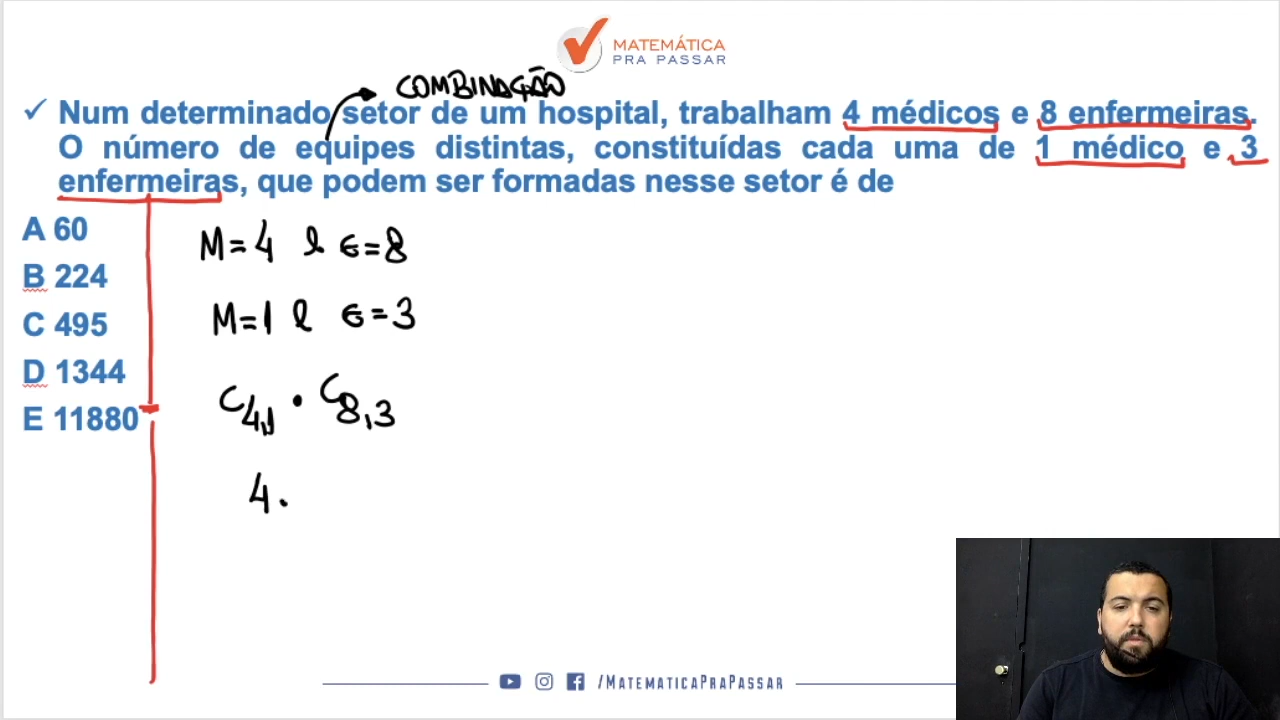 MATEMÁTICA
PRA PASSAR
COMBINAÇÃO
✓ Num determinado setor de um hospital, trabalham 4 médicos e 8 enfermeiras.
O número de equipes distintas, constituídas cada uma de 1 médico e 3
enfermeiras, que podem ser formadas nesse setor é de
A 60
B 224
C 495
D 1344
E 11880
M=4 e E=8
M=1 e E=3
C4,1 • C8,3
4 .
/MATEMATICAPRAPASSAR